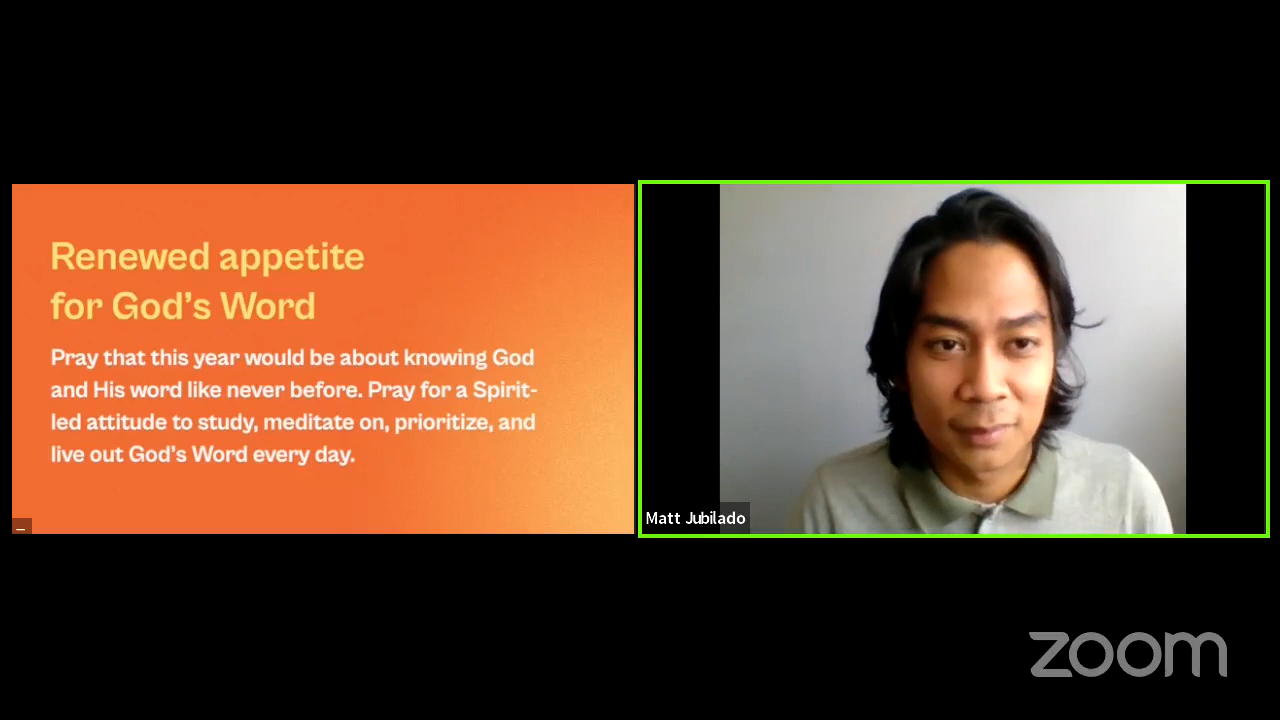 Renewed appetite
for God's Word
Pray that this year would be about knowing God
and His word like never before. Pray for a Spirit-
led attitude to study, meditate on, prioritize, and
live out God's Word every day.
_
Matt Jubilado
zoom